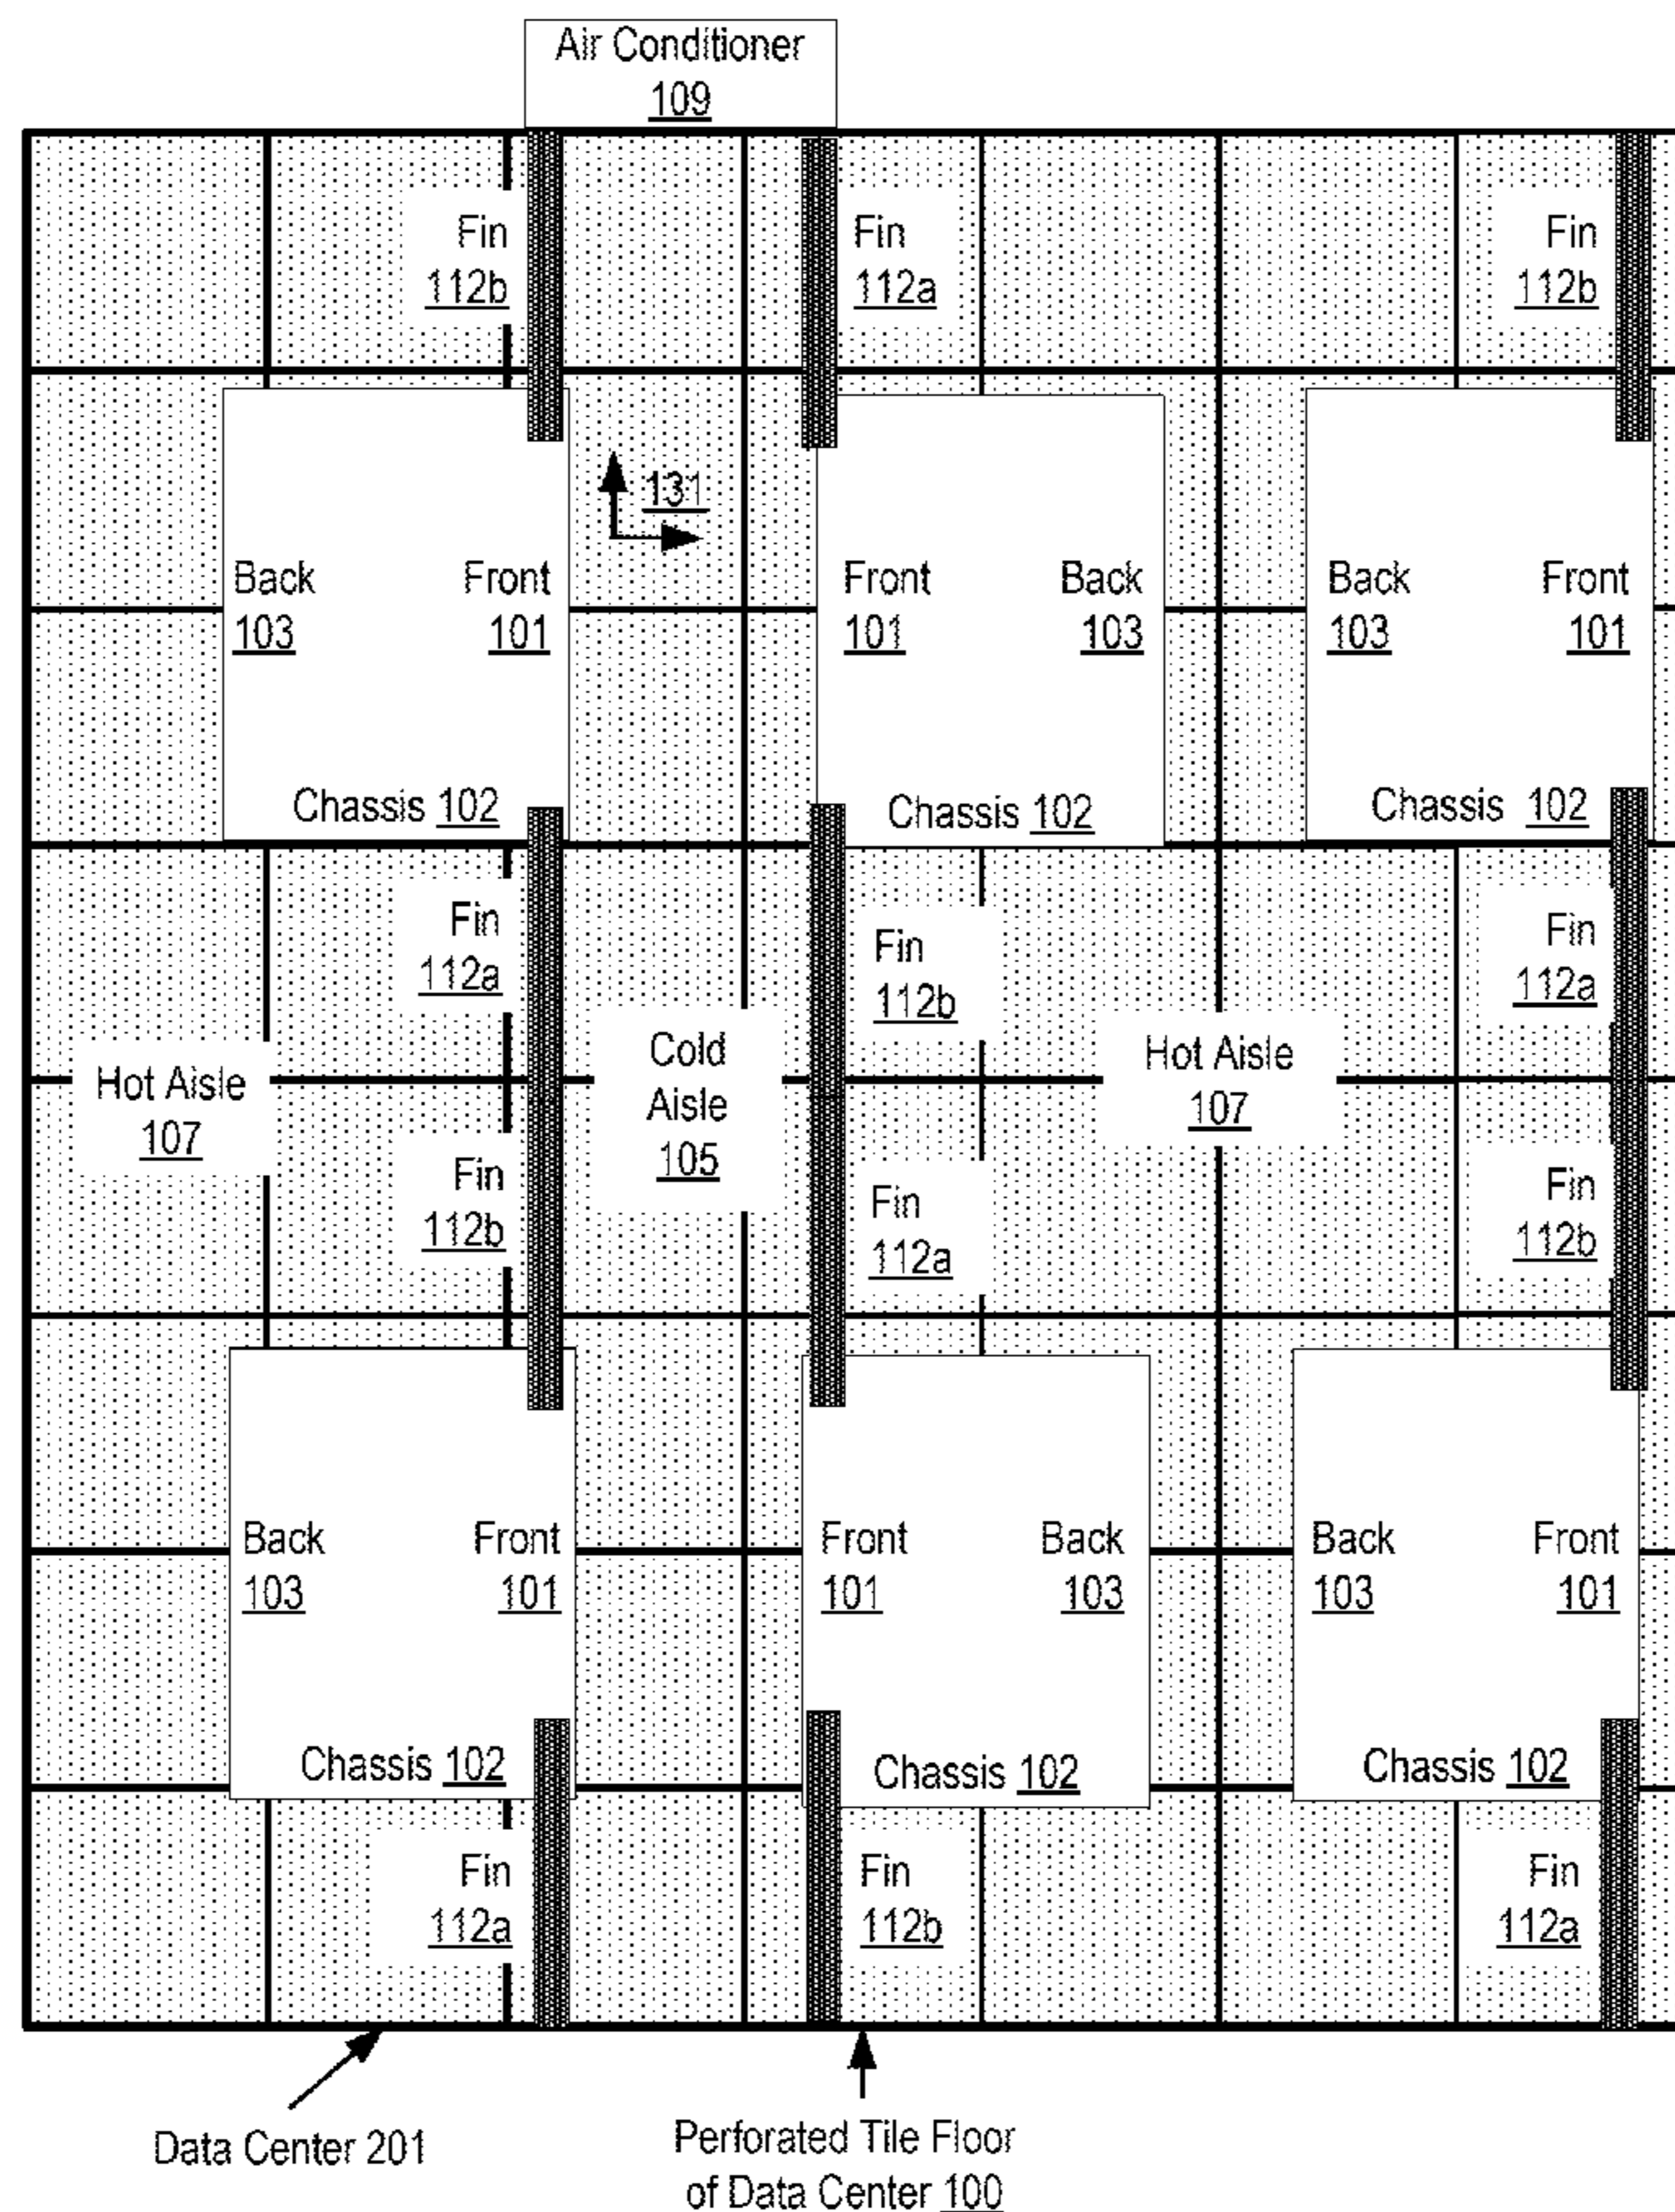 Air Conditioner
109
Fin
112b
Fin
112a
Fin
112b
131
Back
103
Front
101
Front
101
Back
103
Back
103
Front
101
Chassis 102
Chassis 102
Chassis 102
Fin
112a
Fin
112b
Fin
112a
Hot Aisle
107
Cold
Aisle
105
Hot Aisle
107
Fin
112b
Fin
112a
Fin
112b
Back
103
Front
101
Front
101
Back
103
Back
103
Front
101
Chassis 102
Chassis 102
Chassis 102
Fin
112a
Fin
112b
Fin
112a
Data Center 201
Perforated Tile Floor
of Data Center 100